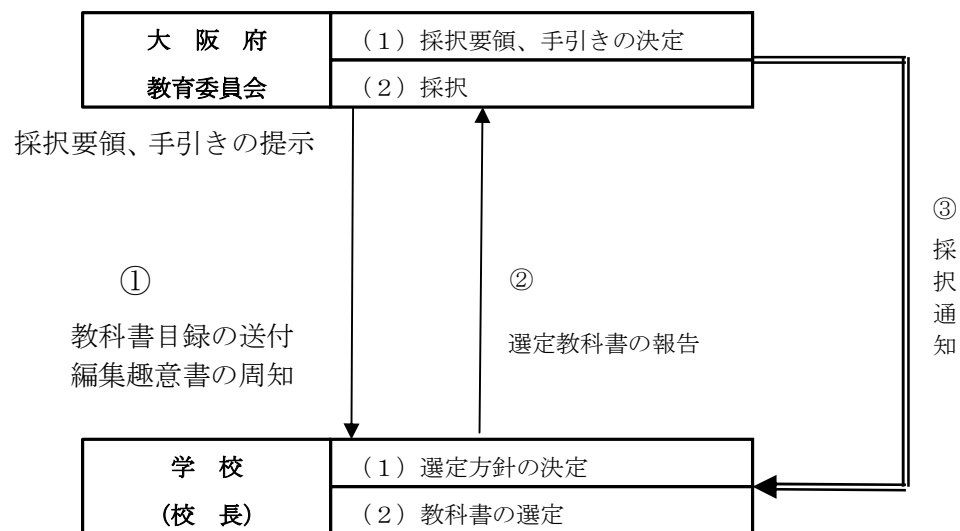 大 阪 府
教育委員会
（１）採択要領、手引きの決定
（２）採択
採択要領、手引きの提示
①
教科書目録の送付
編集趣意書の周知
②
選定教科書の報告
③
採
択
通
知
学 校
(校 長)
（１）選定方針の決定
（２）教科書の選定